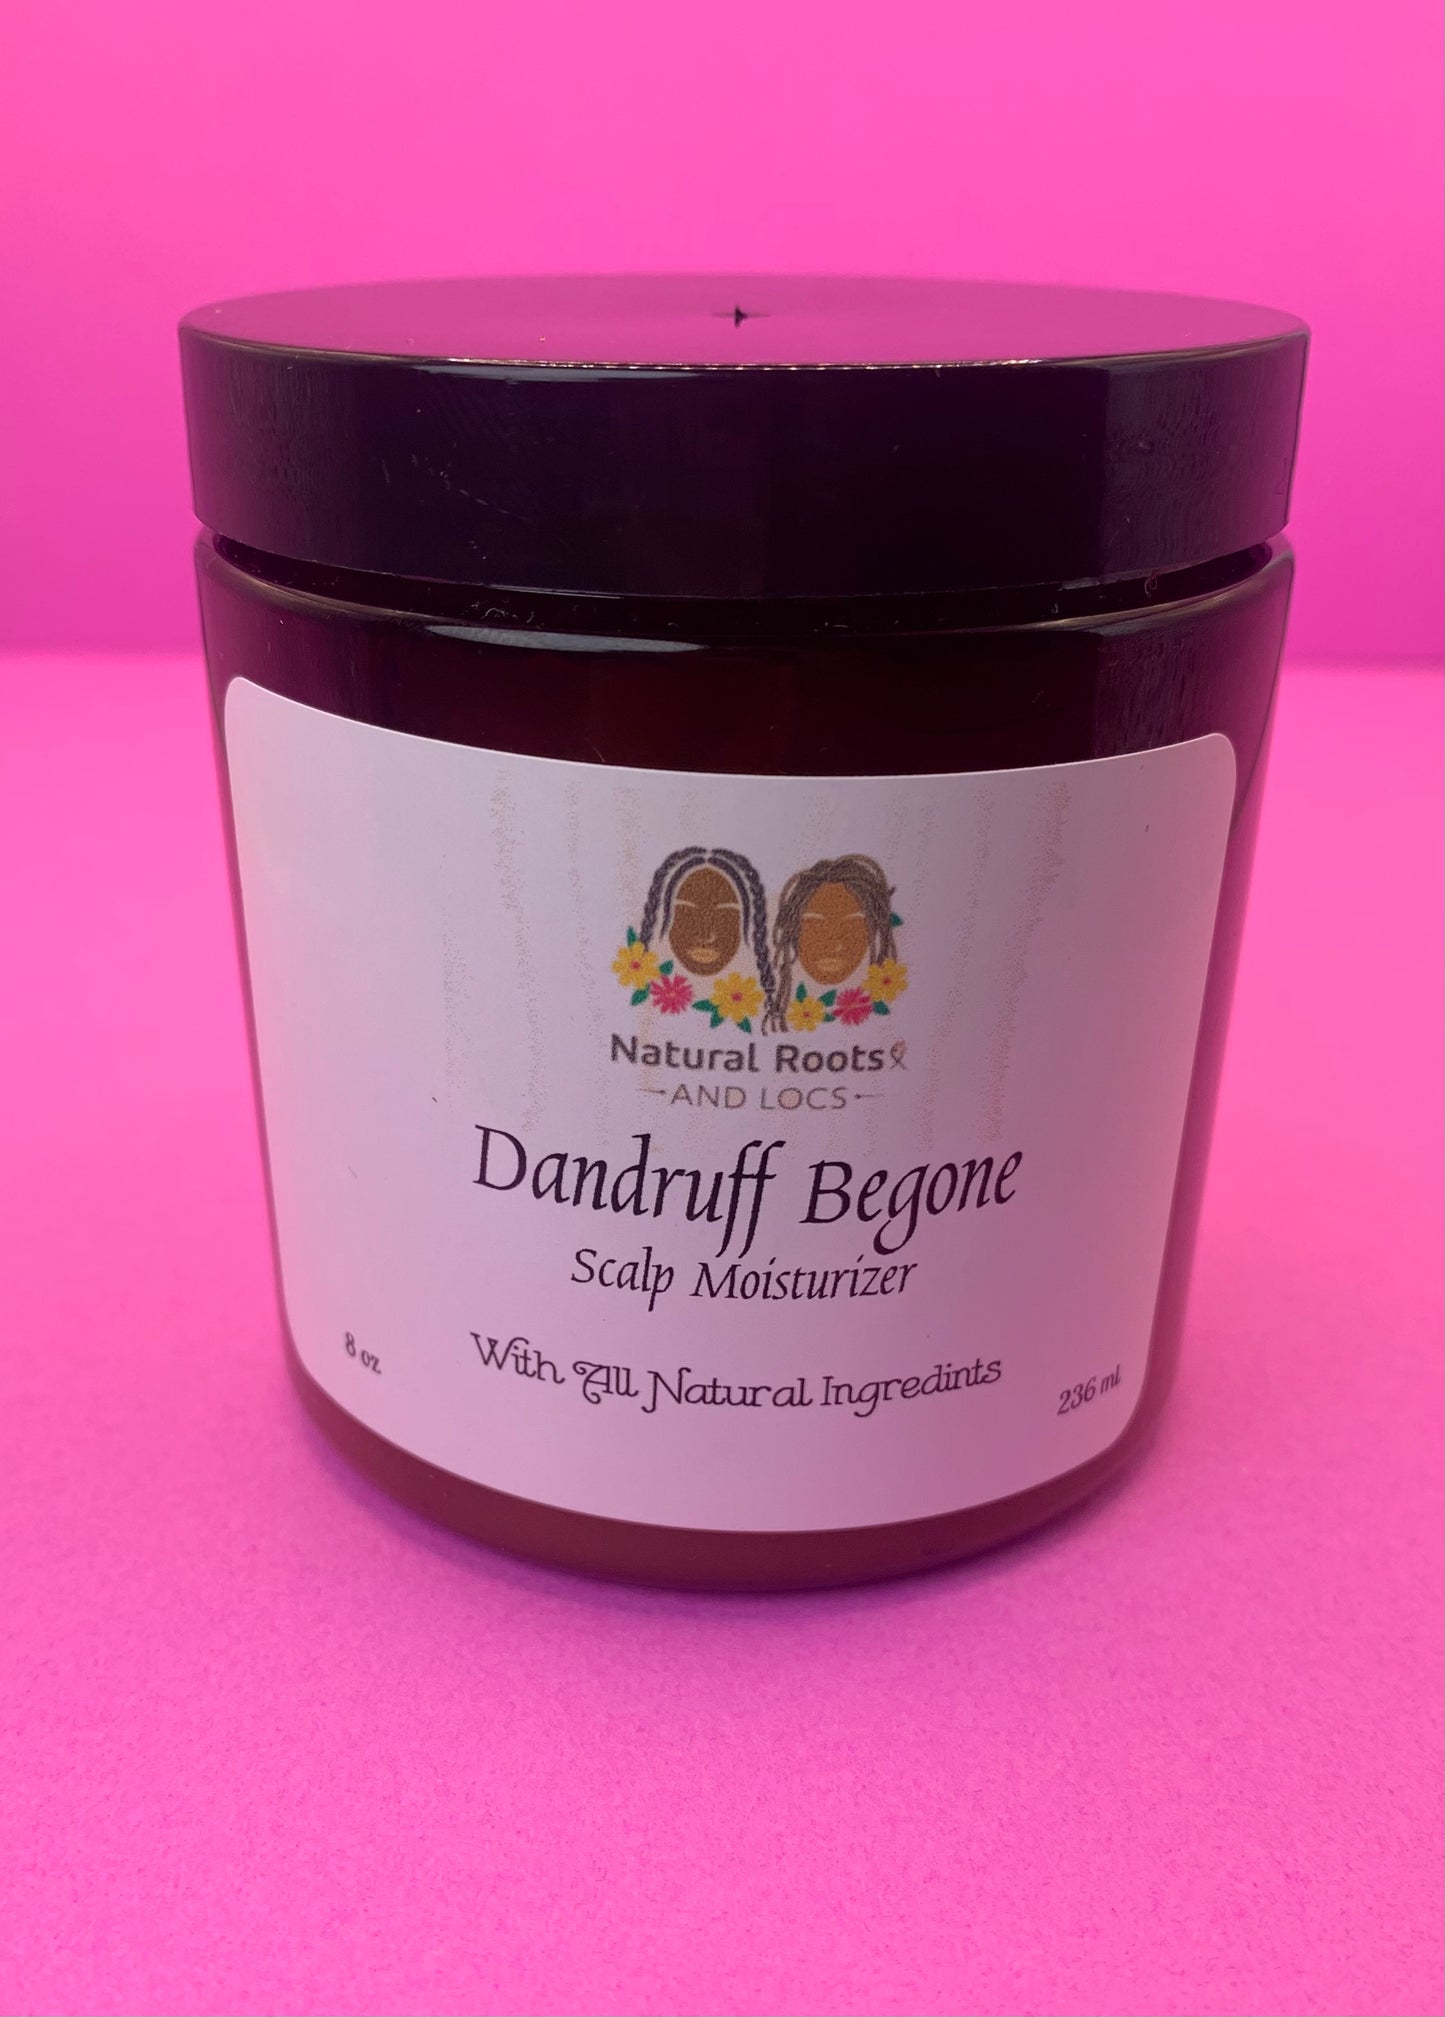 Natural Roots
AND LOCS
Dandruff Begone
Scalp Moisturizer
With All Natural Ingredints
8 oz
236 ml